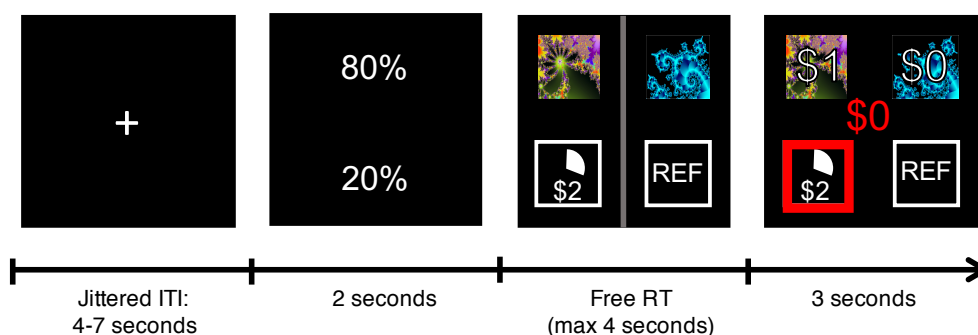 +
80%
20%
$2
REF
$1
$0
$0
$2
REF
Jittered ITI:
4-7 seconds
2 seconds
Free RT
(max 4 seconds)
3 seconds